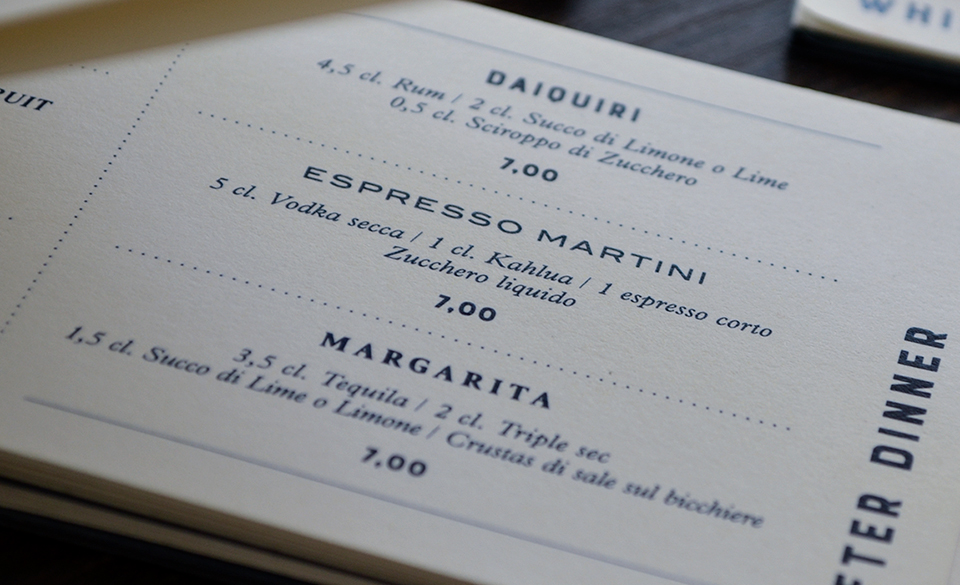 WHI
RUIT
DAIQUIRI
4,5 cl. Rum / 2 cl. Succo di Limone o Lime
0,5 cl. Sciroppo di Zucchero
7,00
ESPRESSO MARTINI
5 cl. Vodka secca / 1 cl. Kahlua / 1 espresso corto
Zucchero liquido
7,00
MARGARITA
3,5 cl. Tequila / 2 cl. Triple sec
1,5 cl. Succo di Lime o Limone / Crustas di sale sul bicchiere
7,00
TER DINNER